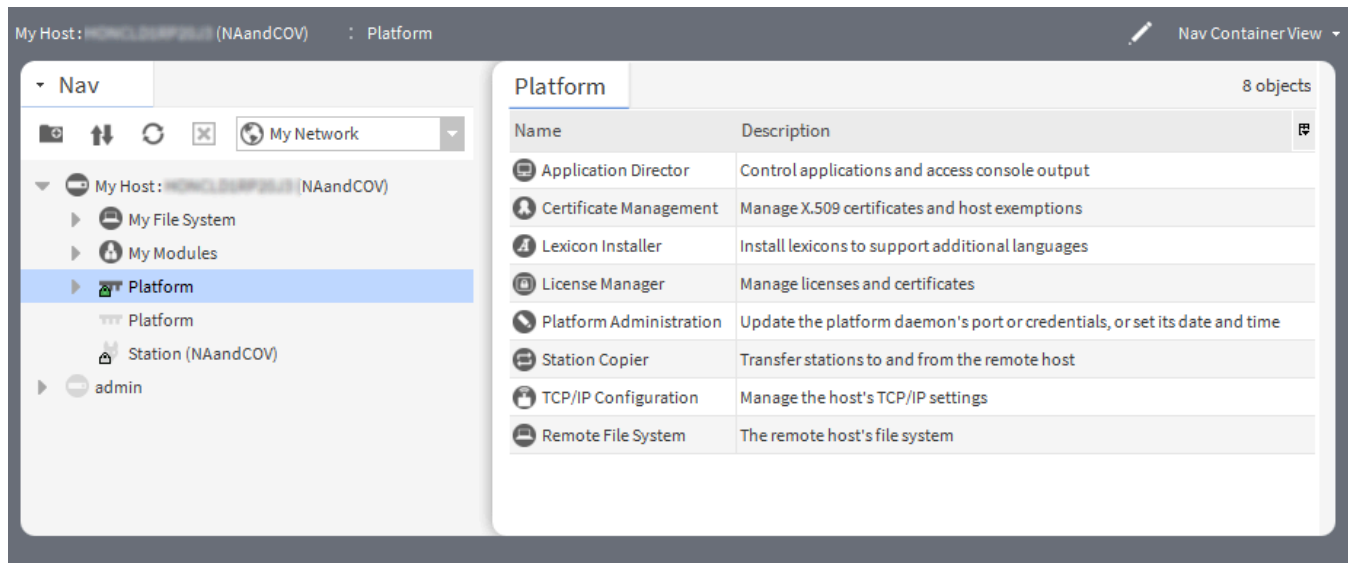 My Host : (NAandCOV) : Platform
Nav Container View
Nav
My Network
My Host : (NAandCOV)
My File System
My Modules
Platform
Platform
Station (NAandCOV)
admin
Platform
8 objects
Name Description
Application Director Control applications and access console output
Certificate Management Manage X.509 certificates and host exemptions
Lexicon Installer Install lexicons to support additional languages
License Manager Manage licenses and certificates
Platform Administration Update the platform daemon's port or credentials, or set its date and time
Station Copier Transfer stations to and from the remote host
TCP/IP Configuration Manage the host's TCP/IP settings
Remote File System The remote host's file system